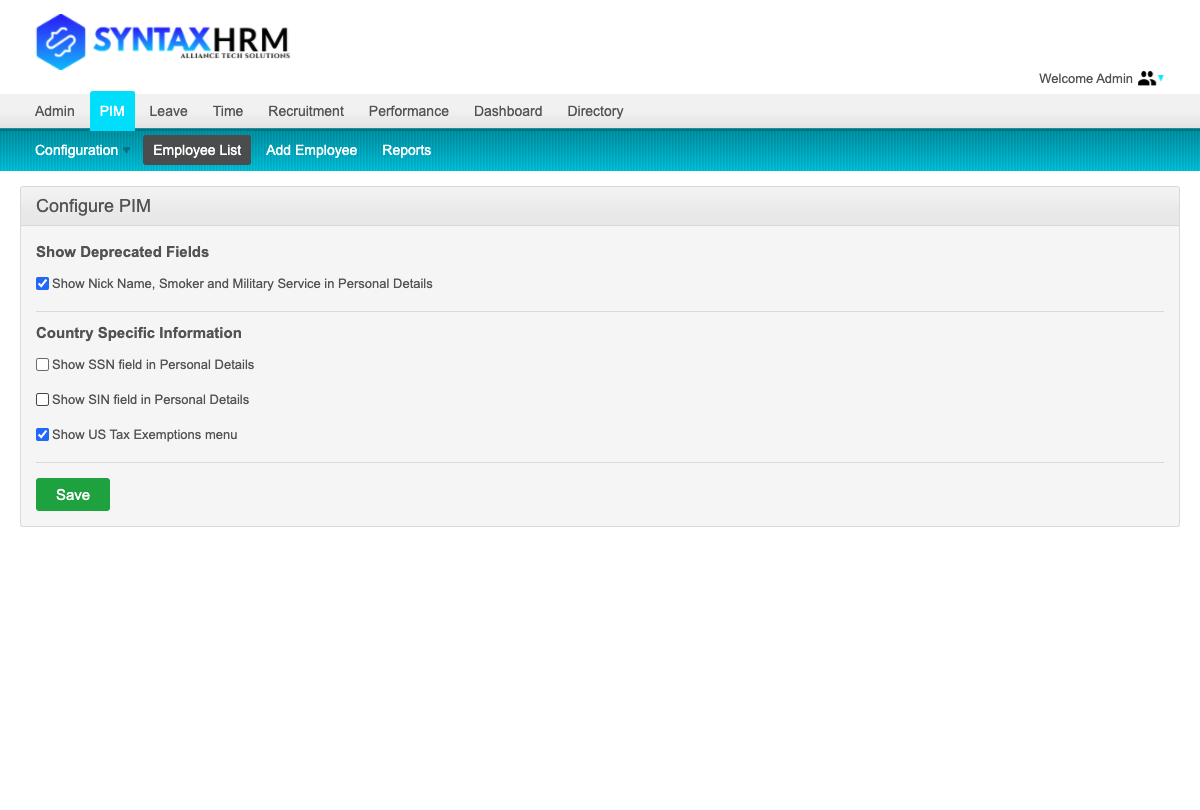 SYNTAXHRM
ALLIANCE TECH SOLUTIONS
Welcome Admin
Admin PIM Leave Time Recruitment Performance Dashboard Directory
Configuration Employee List Add Employee Reports
Configure PIM
Show Deprecated Fields
Show Nick Name, Smoker and Military Service in Personal Details
Country Specific Information
Show SSN field in Personal Details
Show SIN field in Personal Details
Show US Tax Exemptions menu
Save